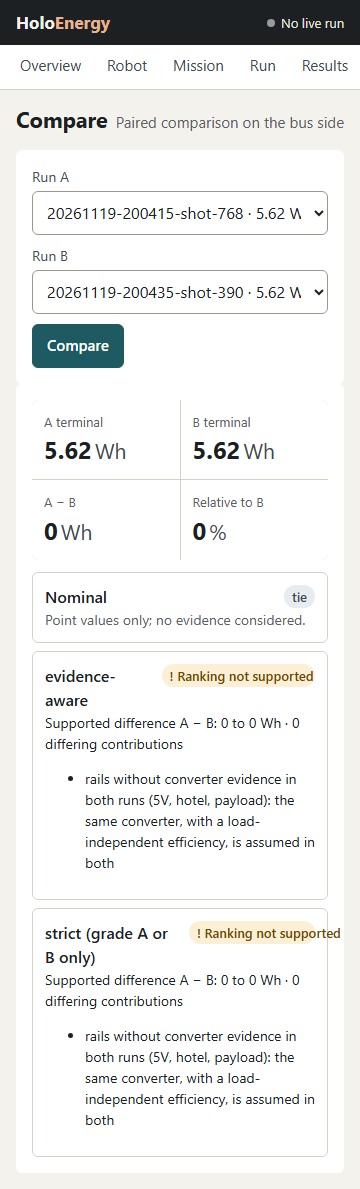 HoloEnergy
No live run
Overview Robot Mission Run Results
Compare Paired comparison on the bus side
Run A
20261119-200415-shot-768 · 5.62 W
Run B
20261119-200435-shot-390 · 5.62 W
Compare
A terminal
5.62 Wh
B terminal
5.62 Wh
A − B
0 Wh
Relative to B
0 %
Nominal
tie
Point values only; no evidence considered.
evidence-
aware
! Ranking not supported
Supported difference A − B: 0 to 0 Wh · 0
differing contributions
• rails without converter evidence in
both runs (5V, hotel, payload): the
same converter, with a load-
independent efficiency, is assumed in
both
strict (grade A or
B only)
! Ranking not supported
Supported difference A − B: 0 to 0 Wh · 0
differing contributions
• rails without converter evidence in
both runs (5V, hotel, payload): the
same converter, with a load-
independent efficiency, is assumed in
both